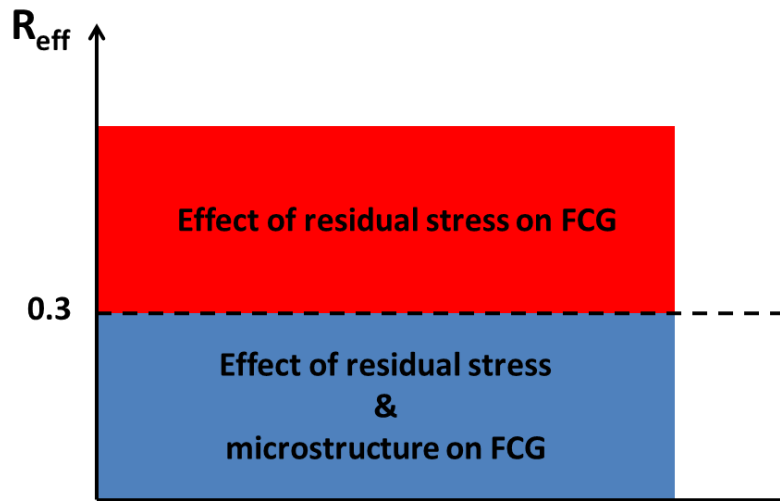 Reff
Effect of residual stress on FCG
0.3
Effect of residual stress
&
microstructure on FCG